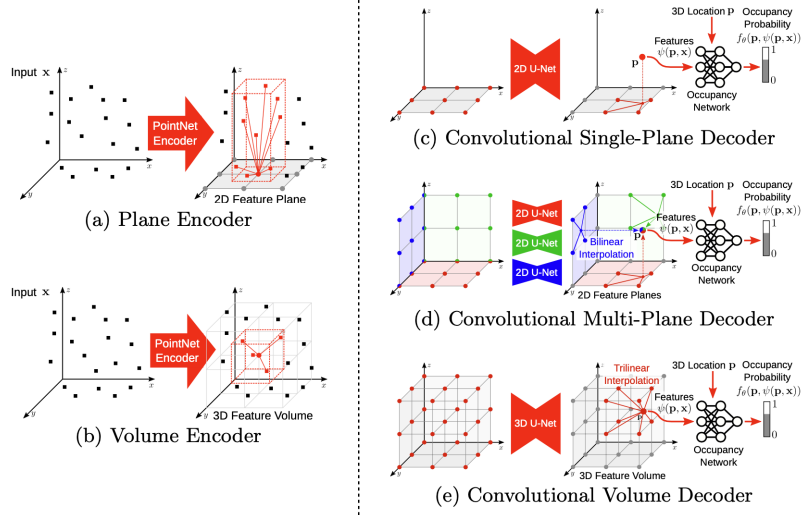 Input x
z
x
y
PointNet
Encoder
z
x
y
2D Feature Plane
(a) Plane Encoder
Input x
z
x
y
PointNet
Encoder
z
x
y
3D Feature Volume
(b) Volume Encoder
z
x
y
2D U-Net
z
x
y
p
3D Location p
Features
ψ(p, x)
Occupancy
Network
Occupancy
Probability
fθ(p, ψ(p, x))
1
0
(c) Convolutional Single-Plane Decoder
z
x
y
2D U-Net
2D U-Net
2D U-Net
z
x
y
p
Bilinear
Interpolation
2D Feature Planes
3D Location p
Features
ψ(p, x)
Occupancy
Network
Occupancy
Probability
fθ(p, ψ(p, x))
1
0
(d) Convolutional Multi-Plane Decoder
z
x
y
3D U-Net
Trilinear
Interpolation
z
x
y
p
3D Feature Volume
3D Location p
Features
ψ(p, x)
Occupancy
Network
Occupancy
Probability
fθ(p, ψ(p, x))
1
0
(e) Convolutional Volume Decoder